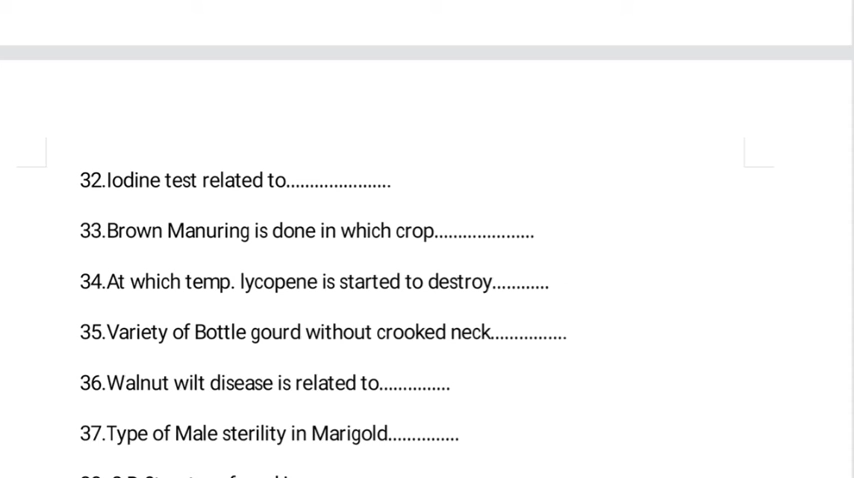 32.Iodine test related to......................
33.Brown Manuring is done in which crop.....................
34.At which temp. lycopene is started to destroy............
35.Variety of Bottle gourd without crooked neck................
36.Walnut wilt disease is related to...............
37.Type of Male sterility in Marigold...............